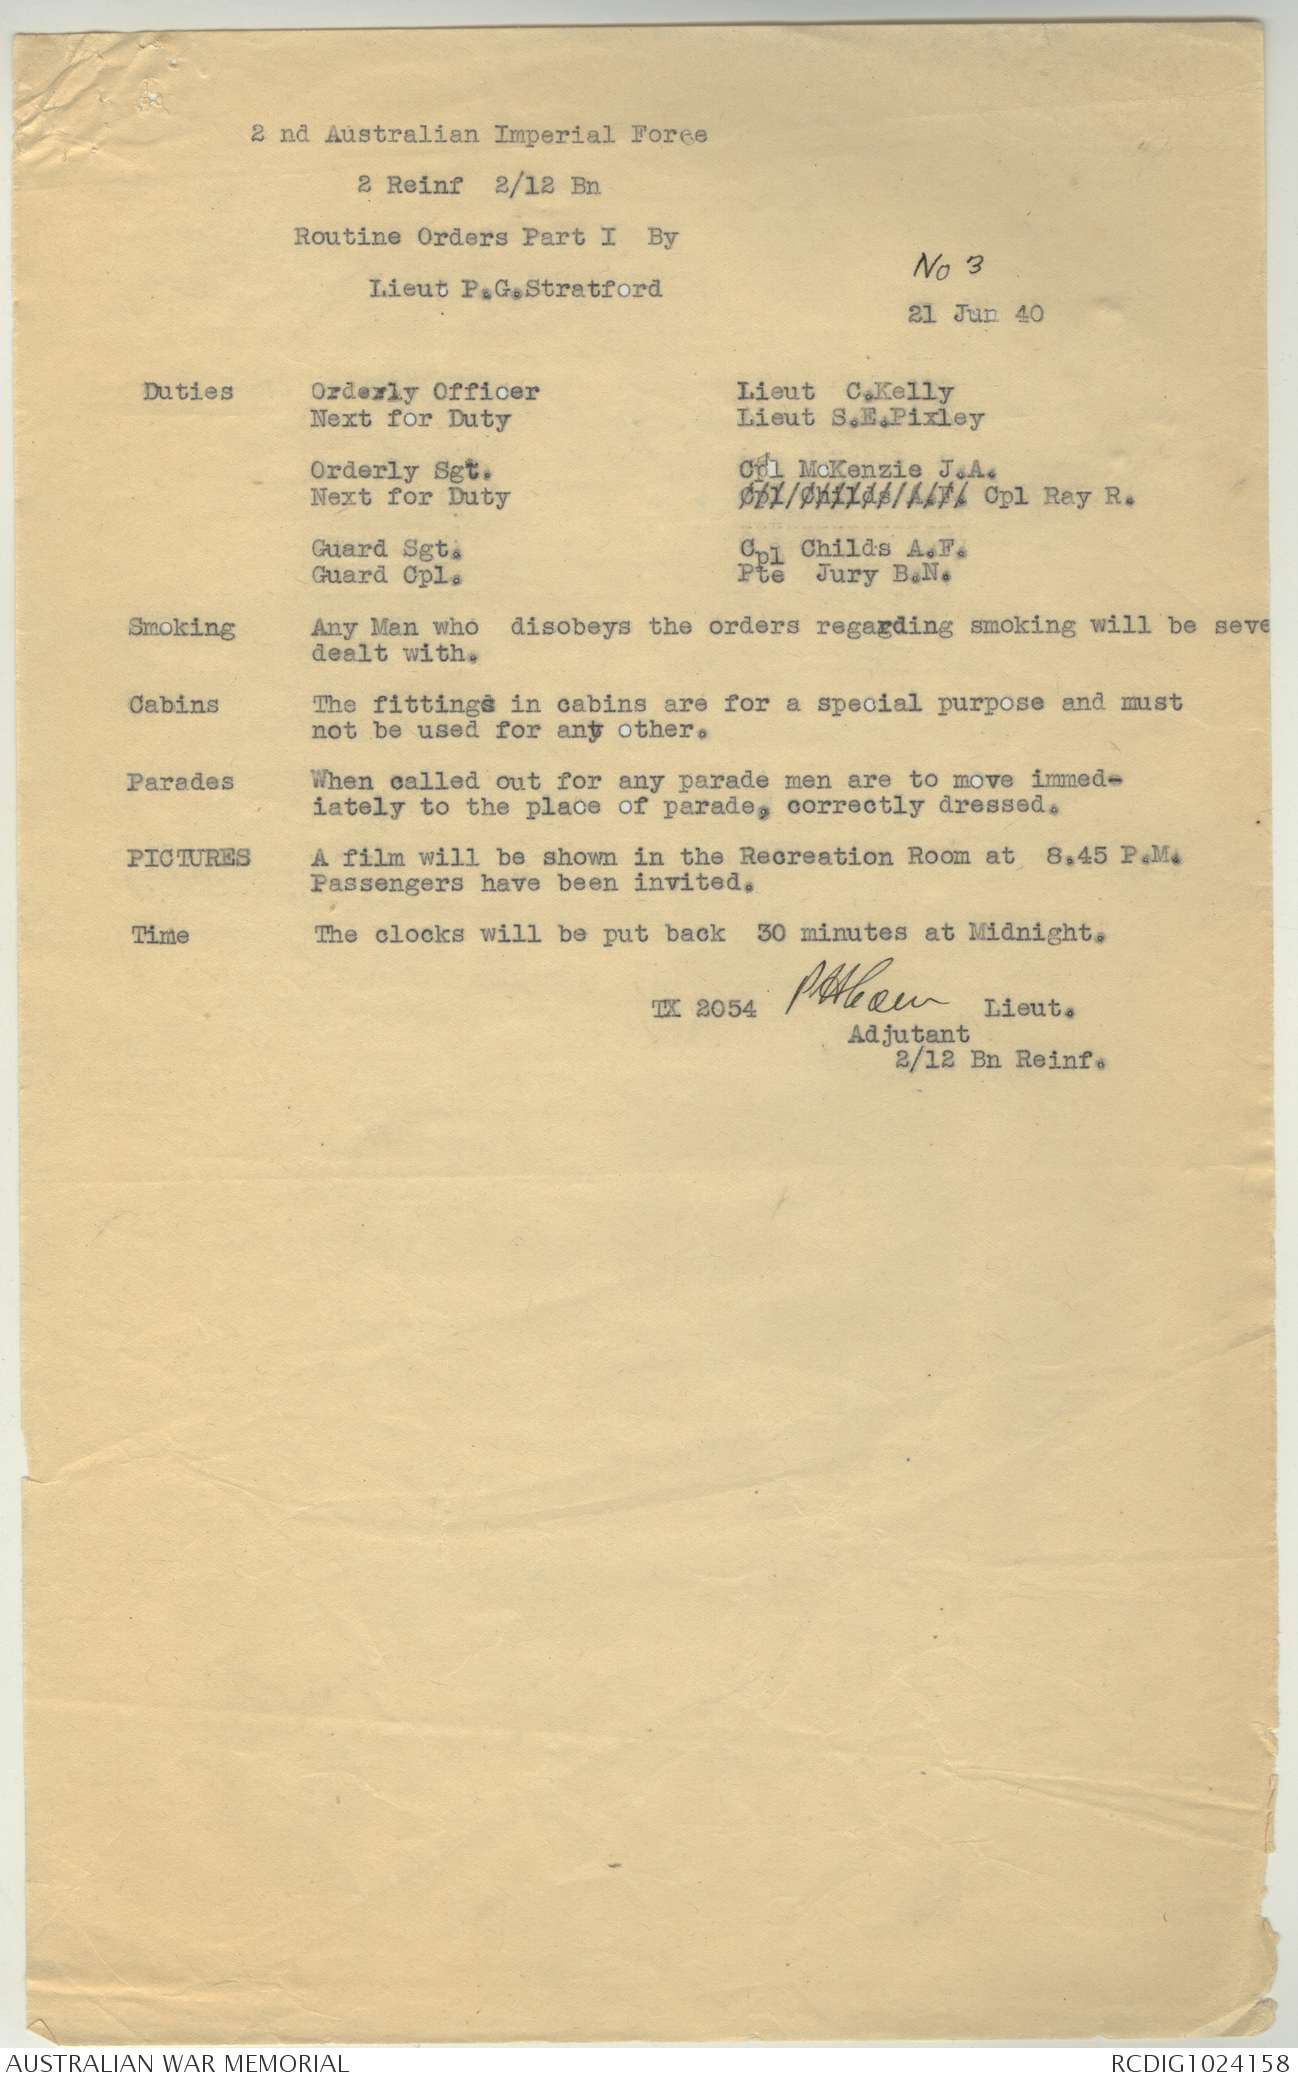 2 nd Australian Imperial Force
2 Reinf 2/12 Bn
Routine Orders Part I By
Lieut P.G.Stratford
No 3
21 Jun 40
Duties Orderly Officer Lieut C.Kelly
Next for Duty Lieut S.E.Pixley
Orderly Sgt. Cpl McKenzie J.A.
Next for Duty Cpl/Childs/A.F. Cpl Ray R.
Guard Sgt. Cpl Childs A.F.
Guard Cpl. Pte Jury B.N.
Smoking Any Man who disobeys the orders regarding smoking will be seve
dealt with.
Cabins The fittings in cabins are for a special purpose and must
not be used for any other.
Parades When called out for any parade men are to move immed-
iately to the place of parade, correctly dressed.
PICTURES A film will be shown in the Recreation Room at 8.45 P.M.
Passengers have been invited.
Time The clocks will be put back 30 minutes at Midnight.
TX 2054 Lieut.
Adjutant
2/12 Bn Reinf.
AUSTRALIAN WAR MEMORIAL RCDIG1024158